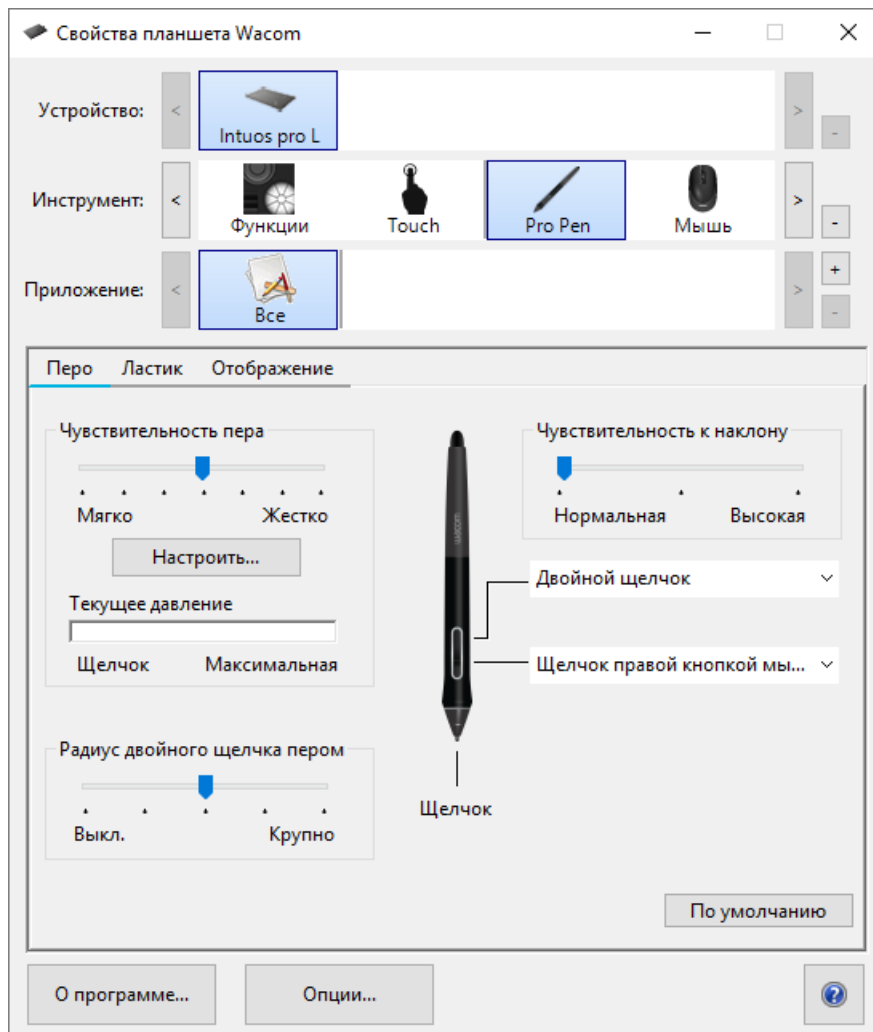 Свойства планшета Wacom
Устройство:
<
Intuos pro L
>
-
Инструмент:
<
Функции
Touch
Pro Pen
Мышь
>
-
Приложение:
<
Все
>
+
-
Перо Ластик Отображение
Чувствительность пера
Мягко Жестко
Настроить...
Текущее давление
Щелчок Максимальная
Радиус двойного щелчка пером
Выкл. Крупно
wacom
Щелчок
Чувствительность к наклону
Нормальная Высокая
Двойной щелчок
Щелчок правой кнопкой мы...
По умолчанию
О программе...
Опции...
?